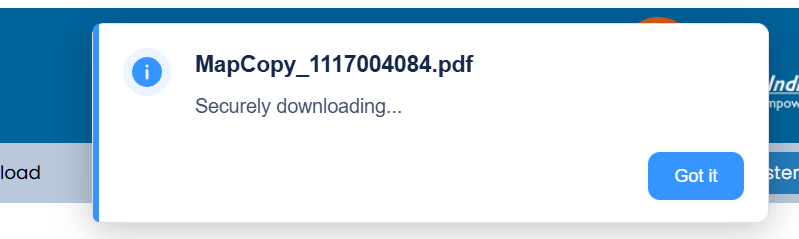 MapCopy_1117004084.pdf
Securely downloading...
load
Got it